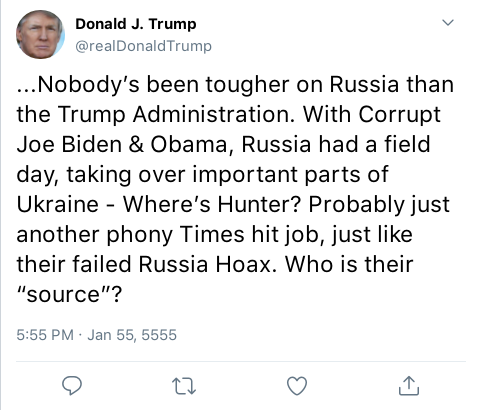 Donald J. Trump
@realDonaldTrump
...Nobody's been tougher on Russia than
the Trump Administration. With Corrupt
Joe Biden & Obama, Russia had a field
day, taking over important parts of
Ukraine - Where's Hunter? Probably just
another phony Times hit job, just like
their failed Russia Hoax. Who is their
“source”?
5:55 PM · Jan 55, 5555